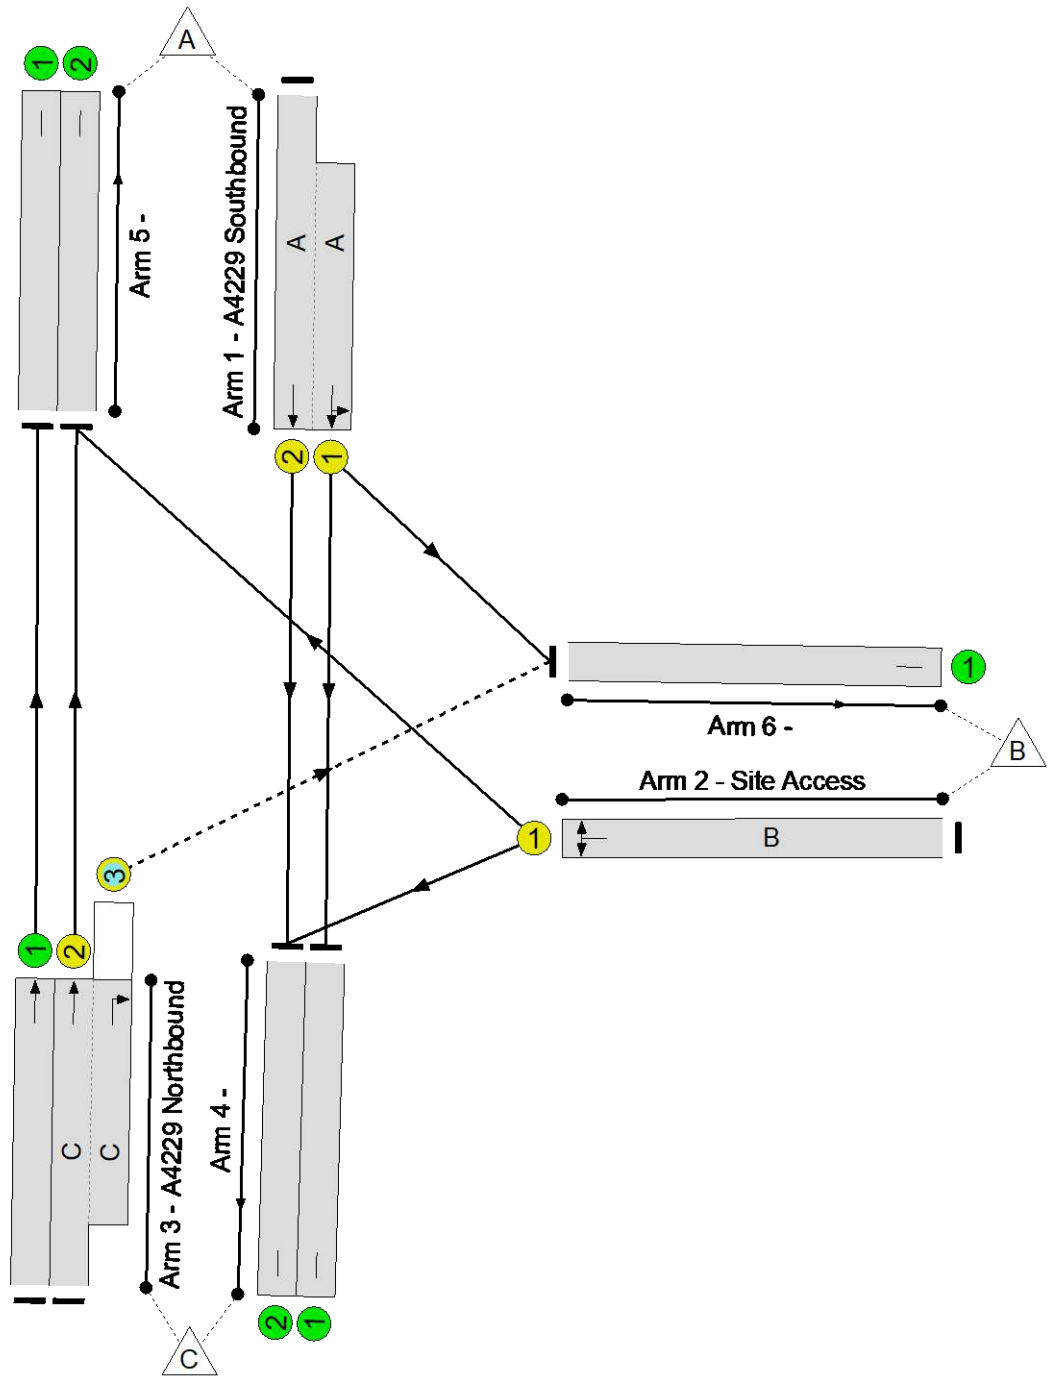 A
1
2
Arm 5 -
Arm 1 - A4229 Southbound
A
A
2
1
1
Arm 6 -
B
Arm 2 - Site Access
1
B
3
1
2
C
C
Arm 3 - A4229 Northbound
Arm 4 -
2
1
C